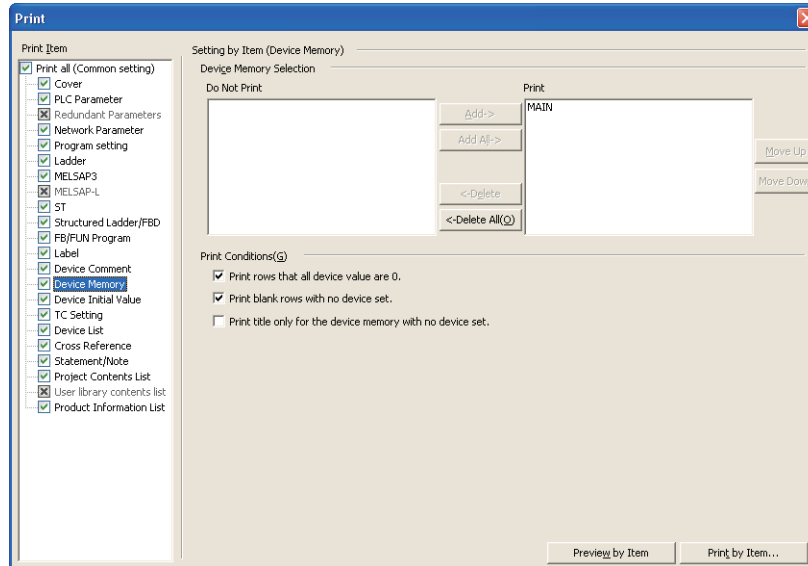 Print
Print Item
Print all (Common setting)
Cover
PLC Parameter
Redundant Parameters
Network Parameter
Program setting
Ladder
MELSAP3
MELSAP-L
ST
Structured Ladder/FBD
FB/FUN Program
Label
Device Comment
Device Memory
Device Initial Value
TC Setting
Device List
Cross Reference
Statement/Note
Project Contents List
User library contents list
Product Information List
Setting by Item (Device Memory)
Device Memory Selection
Do Not Print
Print
MAIN
Add->
Add All->
<-Delete
<-Delete All(O)
Move Up
Move Dow
Print Conditions(G)
Print rows that all device value are 0.
Print blank rows with no device set.
Print title only for the device memory with no device set.
Preview by Item
Print by Item...